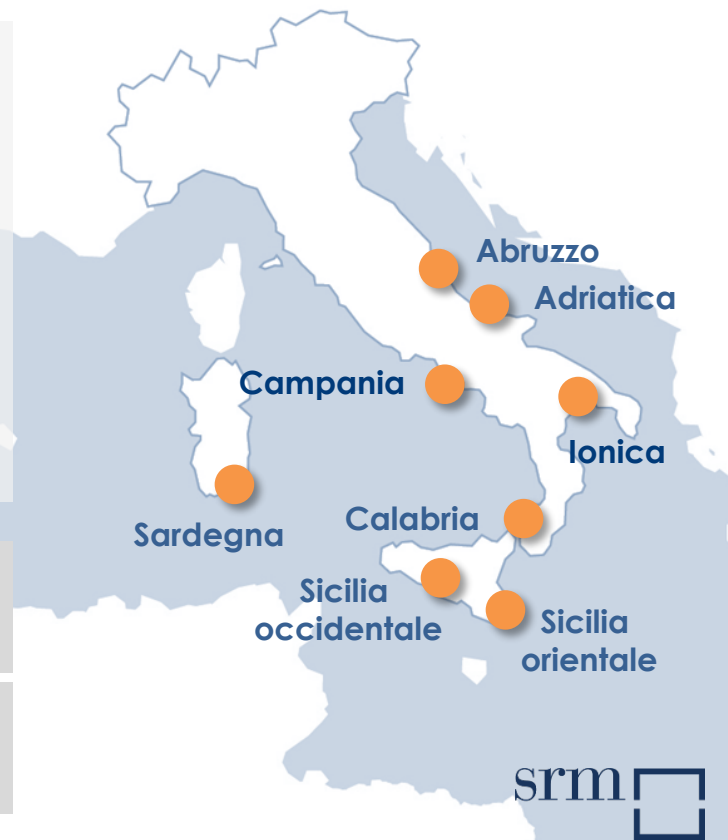 Abruzzo
Adriatica
Campania
Ionica
Sardegna
Calabria
Sicilia
occidentale
Sicilia
orientale
srm